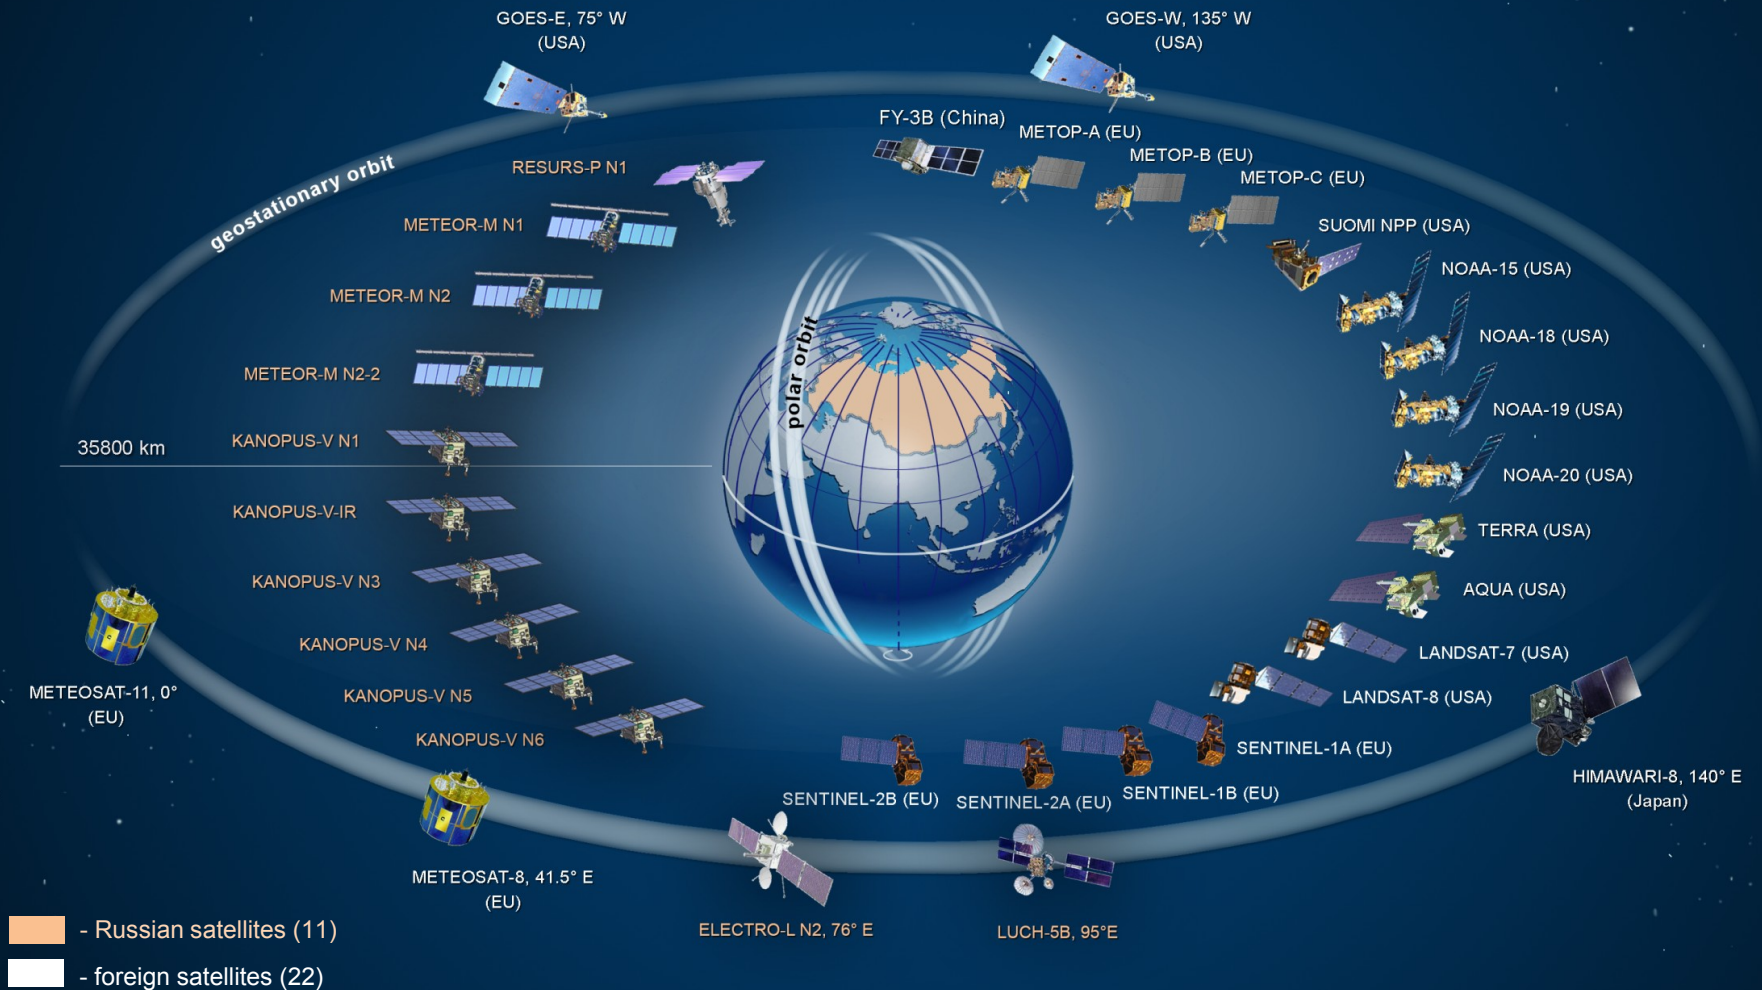 GOES-E, 75° W
(USA)
GOES-W, 135° W
(USA)
geostationary orbit
FY-3B (China)
METOP-A (EU)
METOP-B (EU)
METOP-C (EU)
SUOMI NPP (USA)
NOAA-15 (USA)
NOAA-18 (USA)
NOAA-19 (USA)
NOAA-20 (USA)
TERRA (USA)
AQUA (USA)
LANDSAT-7 (USA)
LANDSAT-8 (USA)
SENTINEL-1A (EU)
SENTINEL-1B (EU)
SENTINEL-2A (EU)
SENTINEL-2B (EU)
RESURS-P N1
METEOR-M N1
METEOR-M N2
METEOR-M N2-2
KANOPUS-V N1
35800 km
KANOPUS-V-IR
KANOPUS-V N3
KANOPUS-V N4
KANOPUS-V N5
KANOPUS-V N6
polar orbit
METEOSAT-11, 0°
(EU)
METEOSAT-8, 41.5° E
(EU)
ELECTRO-L N2, 76° E
LUCH-5B, 95°E
HIMAWARI-8, 140° E
(Japan)
- Russian satellites (11)
- foreign satellites (22)